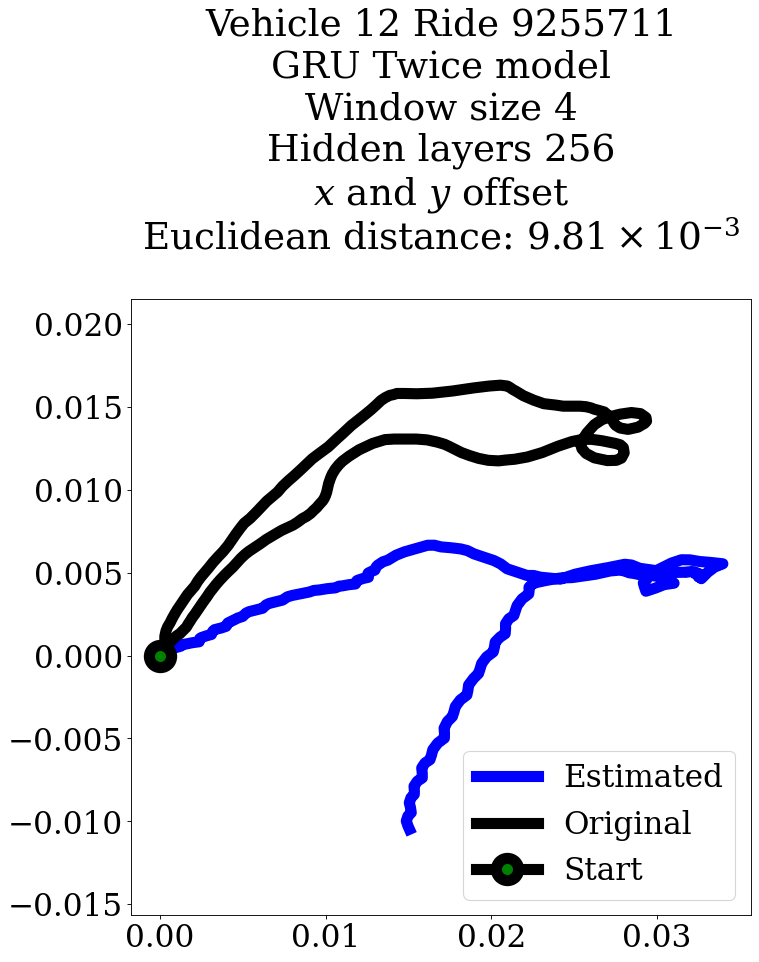 Vehicle 12 Ride 9255711
GRU Twice model
Window size 4
Hidden layers 256
x and y offset
Euclidean distance: 9.81 × 10⁻³
0.020
0.015
0.010
0.005
0.000
−0.005
−0.010
−0.015
Estimated
Original
Start
0.00 0.01 0.02 0.03